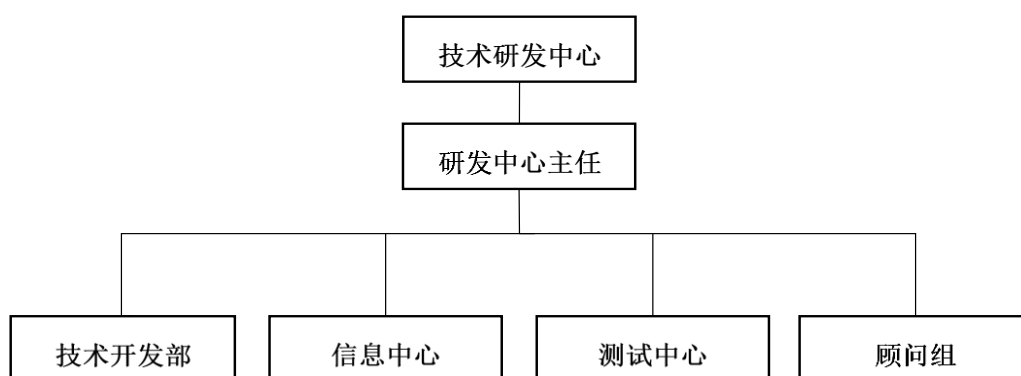 技术研发中心
研发中心主任
技术开发部
信息中心
测试中心
顾问组